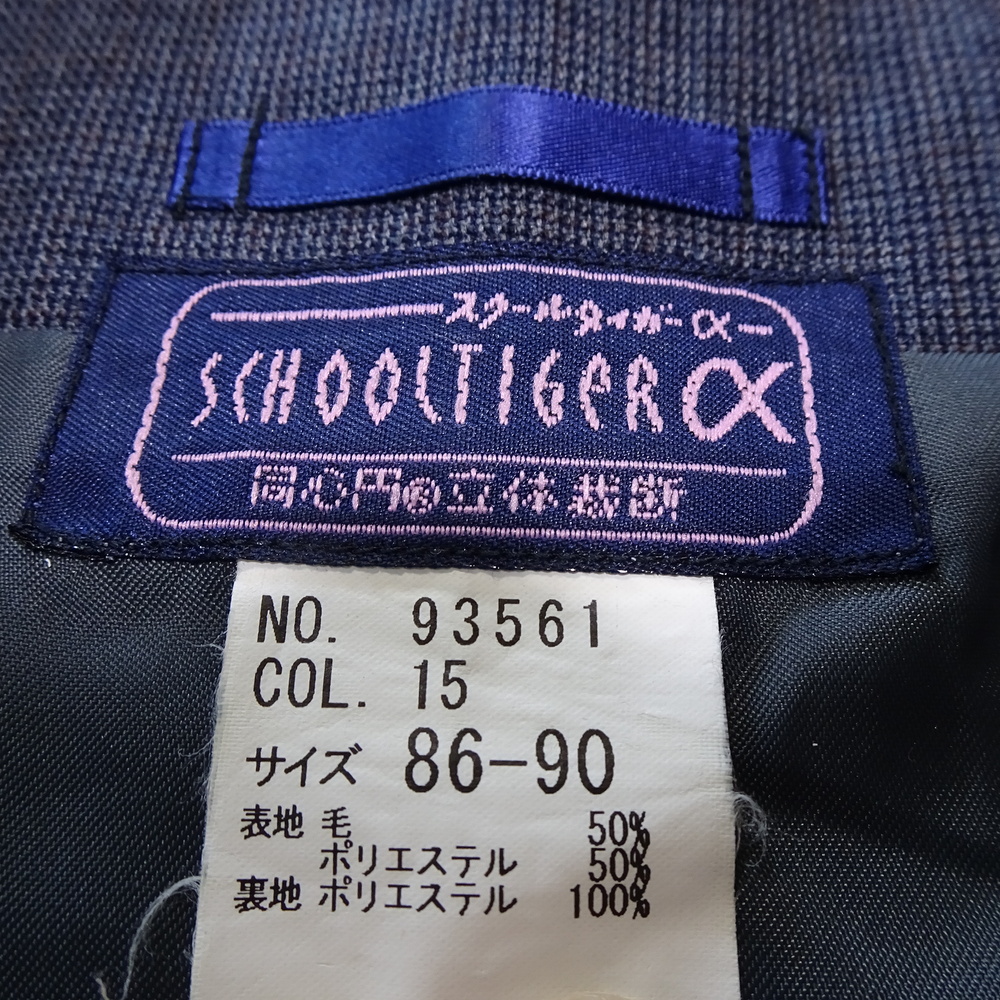 スクールタイガーα
SCHOOLTIGER α
同心円の立体裁断
NO. 93561
COL. 15
サイズ 86-90
表地 毛 50%
ポリエステル 50%
裏地 ポリエステル 100%